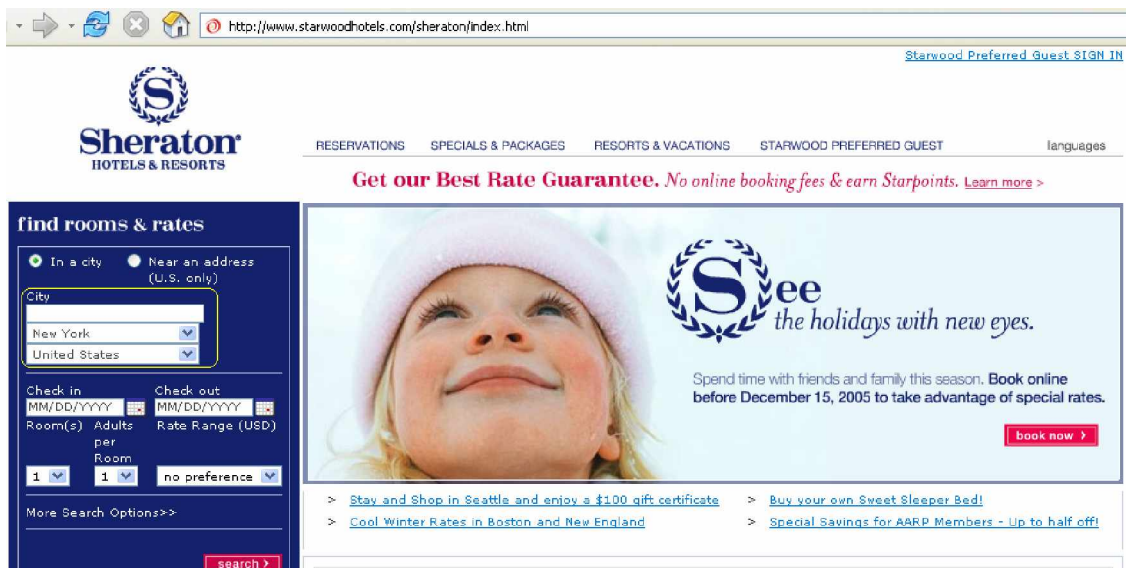 http://www.starwoodhotels.com/sheraton/index.html
Starwood Preferred Guest SIGN IN
S
Sheraton
HOTELS & RESORTS
RESERVATIONS SPECIALS & PACKAGES RESORTS & VACATIONS STARWOOD PREFERRED GUEST languages
Get our Best Rate Guarantee. No online booking fees & earn Starpoints. Learn more >
find rooms & rates
In a city Near an address
(U.S. only)
City
New York
United States
Check in Check out
MM/DD/YYYY MM/DD/YYYY
Room(s) Adults Rate Range (USD)
per
Room
1 1 no preference
More Search Options>>
search >
See
the holidays with new eyes.
Spend time with friends and family this season. Book online
before December 15, 2005 to take advantage of special rates.
book now >
> Stay and Shop in Seattle and enjoy a $100 gift certificate > Buy your own Sweet Sleeper Bed!
> Cool Winter Rates in Boston and New England > Special Savings for AARP Members - Up to half off!